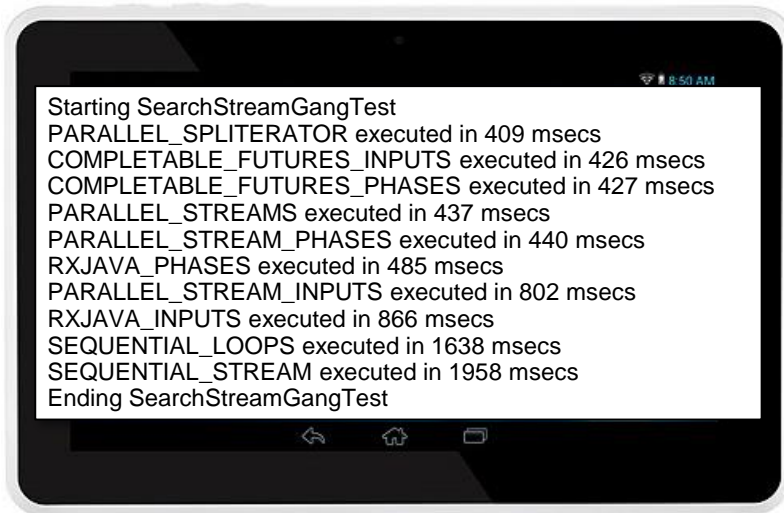 8:50 AM
Starting SearchStreamGangTest
PARALLEL_SPLITERATOR executed in 409 msecs
COMPLETABLE_FUTURES_INPUTS executed in 426 msecs
COMPLETABLE_FUTURES_PHASES executed in 427 msecs
PARALLEL_STREAMS executed in 437 msecs
PARALLEL_STREAM_PHASES executed in 440 msecs
RXJAVA_PHASES executed in 485 msecs
PARALLEL_STREAM_INPUTS executed in 802 msecs
RXJAVA_INPUTS executed in 866 msecs
SEQUENTIAL_LOOPS executed in 1638 msecs
SEQUENTIAL_STREAM executed in 1958 msecs
Ending SearchStreamGangTest